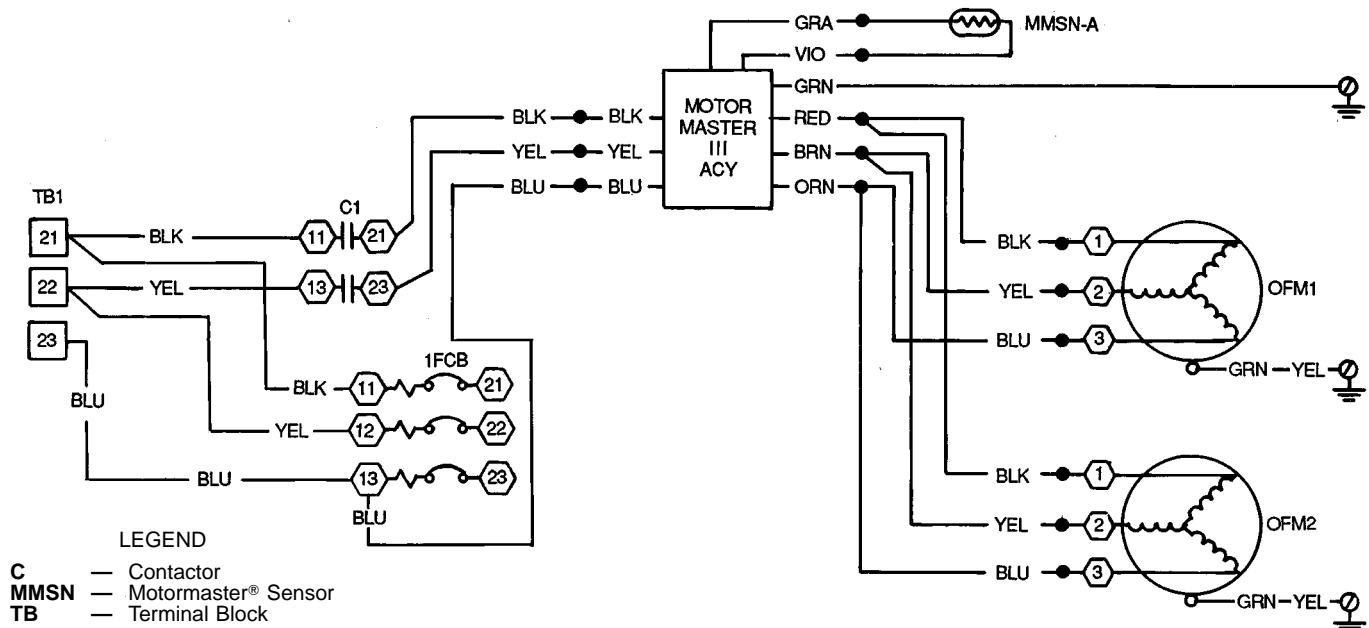 GRA
MMSN-A
VIO
GRN
MOTOR
MASTER
III
ACY
BLK BLK
RED
YEL YEL
BRN
BLU BLU
ORN
TB1
C1
21
BLK
11
21
22
YEL
13
23
23
BLK
1
YEL
2
OFM1
BLU
3
GRN YEL
1FCB
BLK
11
21
BLU
YEL
12
22
BLU
13
23
BLU
BLK
1
YEL
2
OFM2
BLU
3
GRN YEL
LEGEND
C — Contactor
MMSN — Motormaster® Sensor
TB — Terminal Block